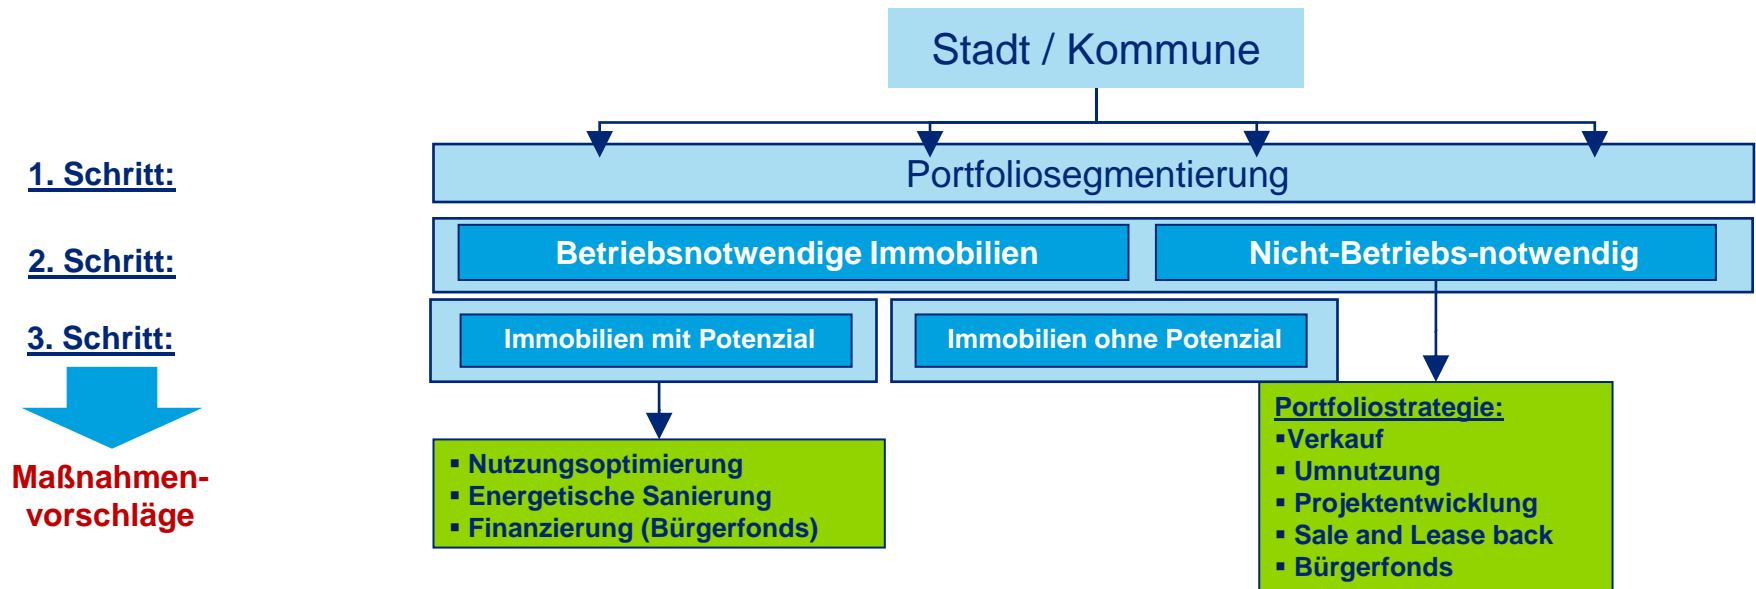 Stadt / Kommune
1. Schritt:
Portfoliosegmentierung
2. Schritt:
Betriebsnotwendige Immobilien
Nicht-Betriebs-notwendig
3. Schritt:
Immobilien mit Potenzial
Immobilien ohne Potenzial
Maßnahmen-
vorschläge
▪ Nutzungsoptimierung
▪ Energetische Sanierung
▪ Finanzierung (Bürgerfonds)
Portfoliostrategie:
▪Verkauf
▪ Umnutzung
▪ Projektentwicklung
▪ Sale and Lease back
▪ Bürgerfonds